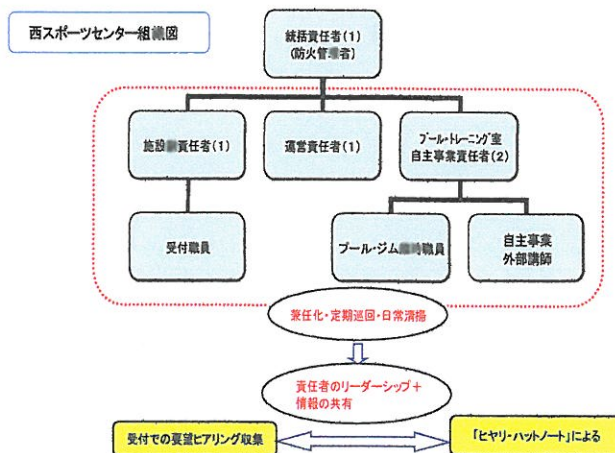 西スポーツセンター組織図
統括責任者(1)
(防火管理者)
施設 責任者(1)
運営責任者(1)
プール・トレーニング室
自主事業責任者(2)
受付職員
プール・ジム 職員
自主事業
外部講師
兼任化・定期巡回・日常清掃
責任者のリーダーシップ+
情報の共有
受付での要望ヒアリング収集
「ヒヤリ・ハットノート」による